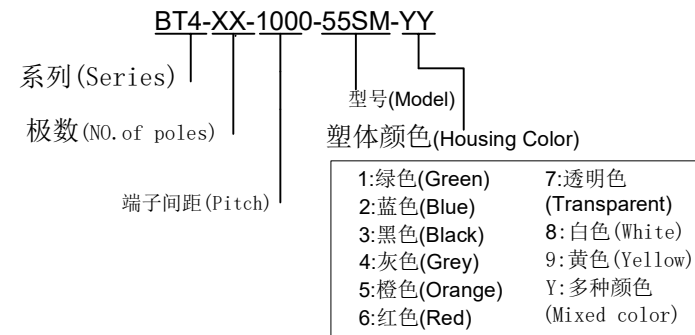 BT4-XX-1000-55SM-YY
系列(Series)
型号(Model)
极数(NO.of poles)
塑体颜色(Housing Color)
端子间距(Pitch)
1:绿色(Green)
2:蓝色(Blue)
3:黑色(Black)
4:灰色(Grey)
5:橙色(Orange)
6:红色(Red)
7:透明色
(Transparent)
8:白色(White)
9:黄色(Yellow)
Y:多种颜色
(Mixed color)